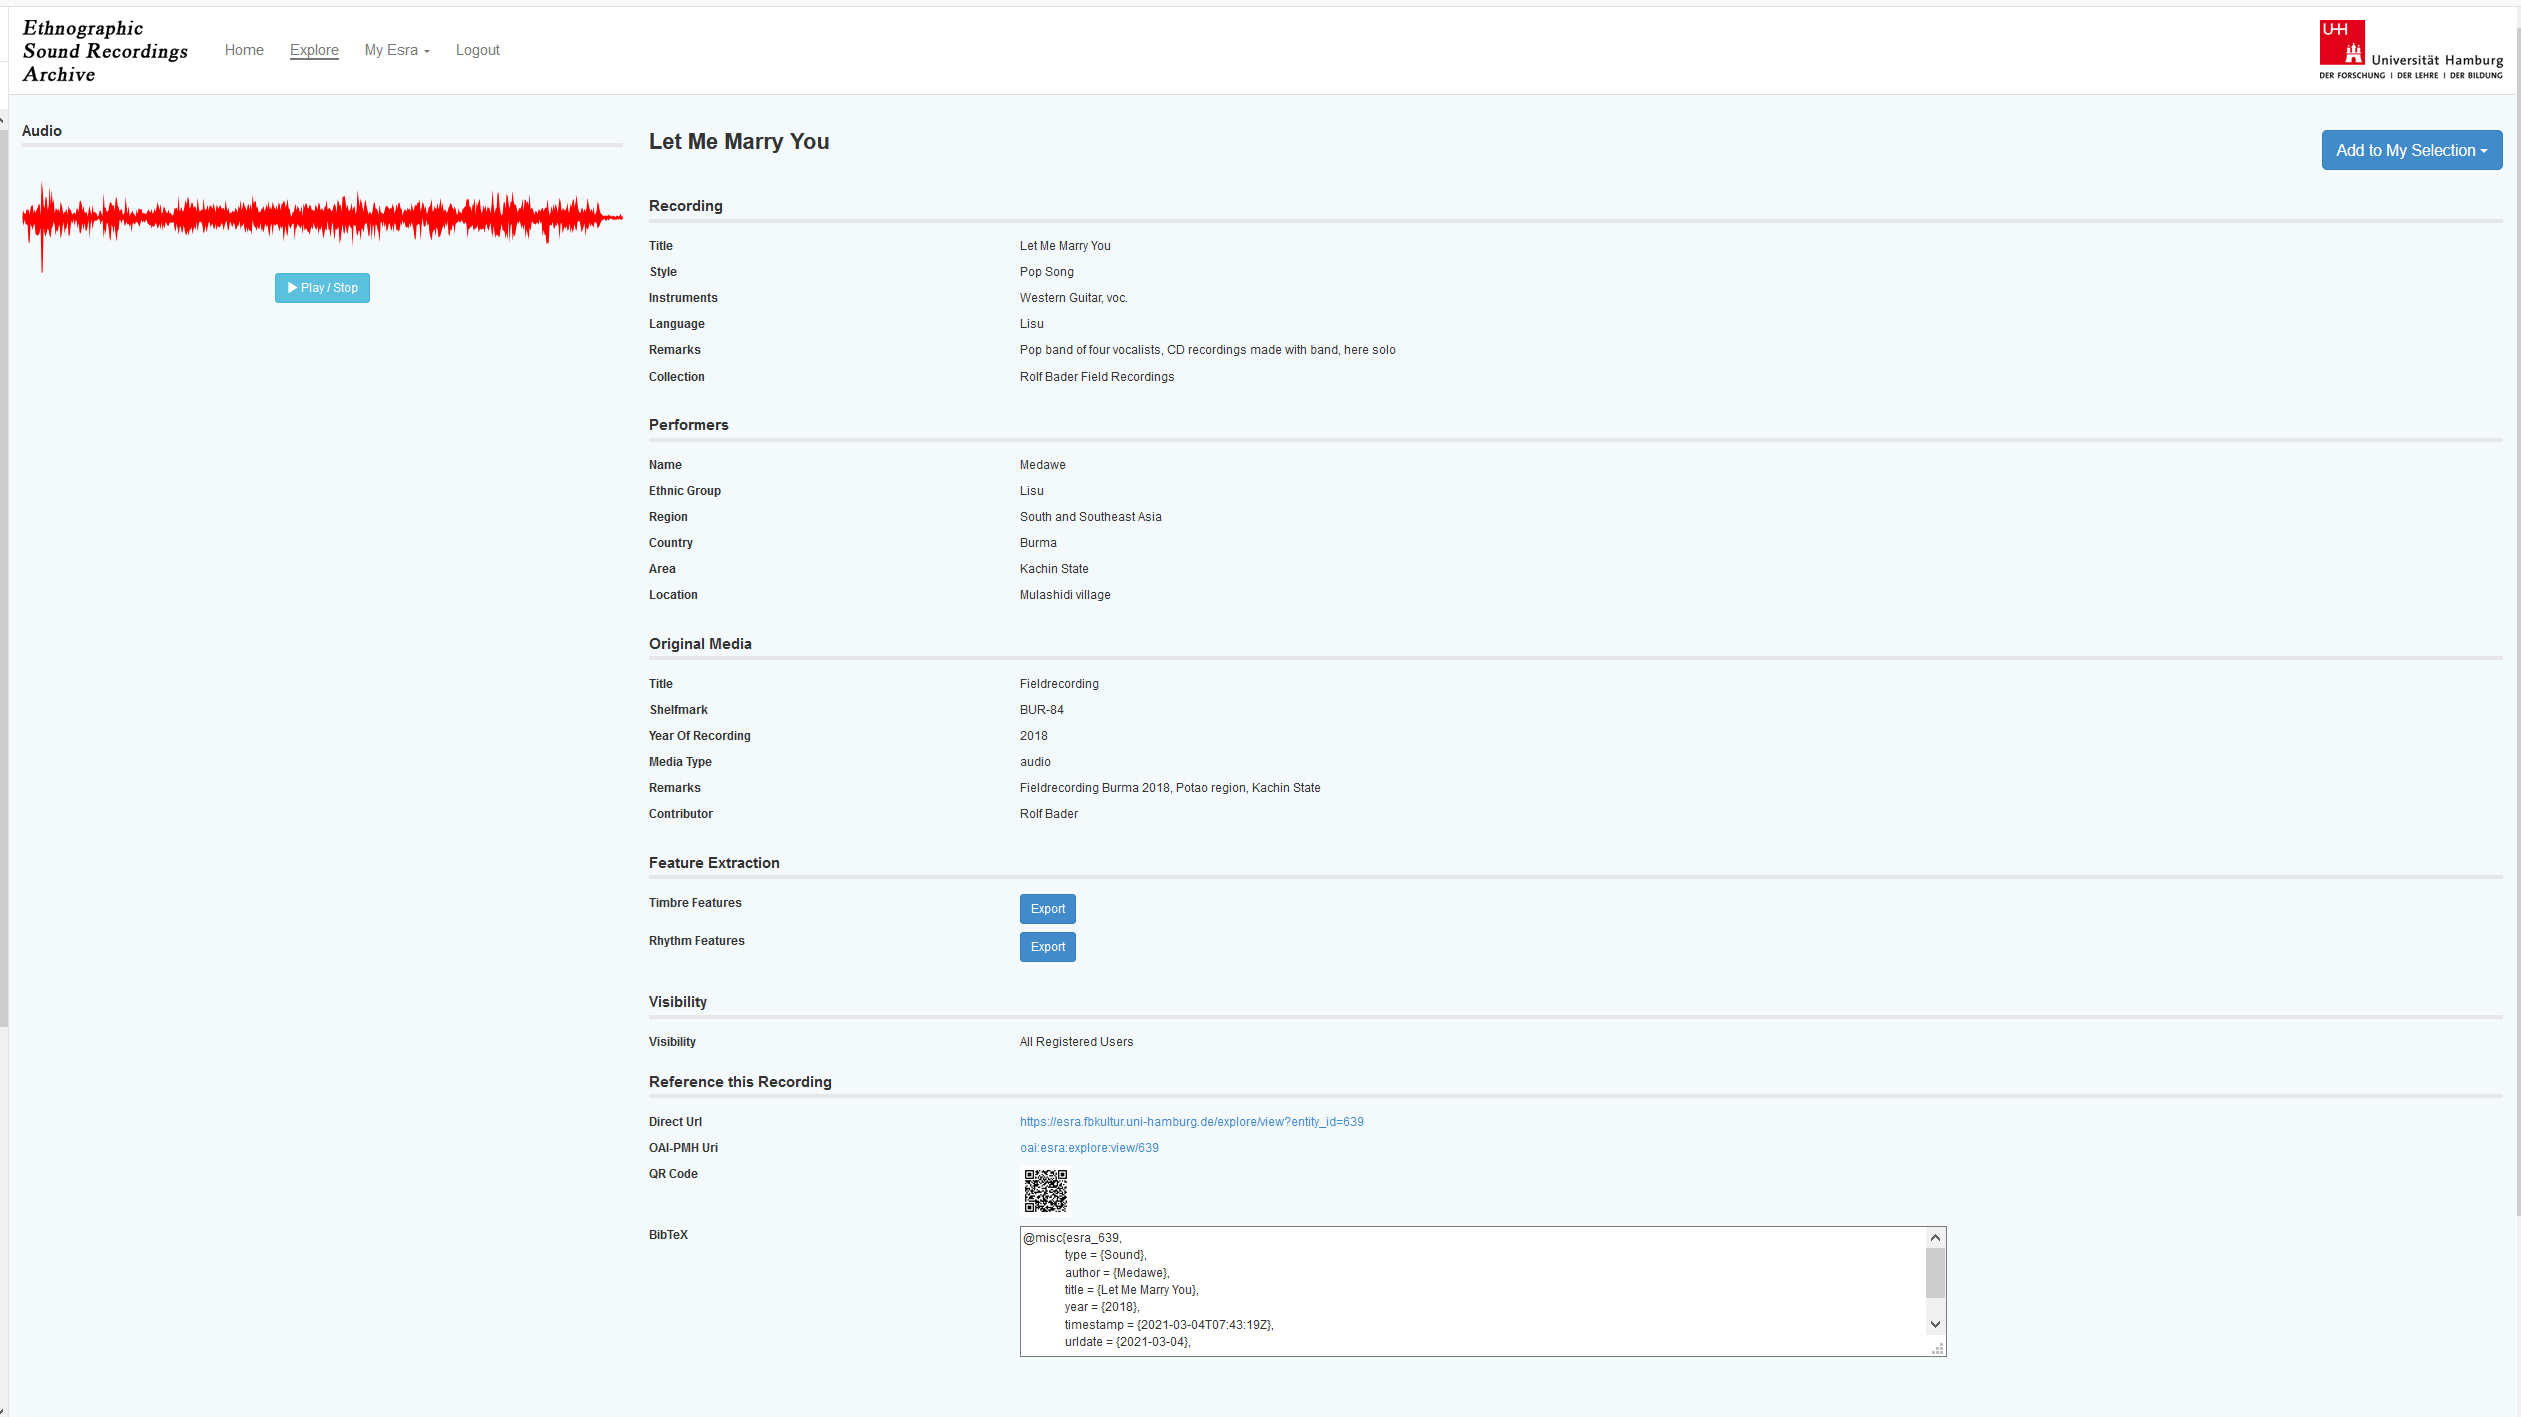 Ethnographic
Sound Recordings
Archive
Home Explore My Esra Logout
UHH
Universität Hamburg
DER FORSCHUNG | DER LEHRE | DER BILDUNG
Audio
Play / Stop
Let Me Marry You
Add to My Selection
Recording
Title Let Me Marry You
Style Pop Song
Instruments Western Guitar, voc.
Language Lisu
Remarks Pop band of four vocalists, CD recordings made with band, here solo
Collection Rolf Bader Field Recordings
Performers
Name Medawe
Ethnic Group Lisu
Region South and Southeast Asia
Country Burma
Area Kachin State
Location Mulashidi village
Original Media
Title Fieldrecording
Shelfmark BUR-84
Year Of Recording 2018
Media Type audio
Remarks Fieldrecording Burma 2018, Potao region, Kachin State
Contributor Rolf Bader
Feature Extraction
Timbre Features Export
Rhythm Features Export
Visibility
Visibility All Registered Users
Reference this Recording
Direct Url https://esra.fbkultur.uni-hamburg.de/explore/view?entity_id=639
OAI-PMH Uri oai:esra:explore:view/639
QR Code
BibTeX
@misc{esra_639,
type = {Sound},
author = {Medawe},
title = {Let Me Marry You},
year = {2018},
timestamp = {2021-03-04T07:43:19Z},
urldate = {2021-03-04},